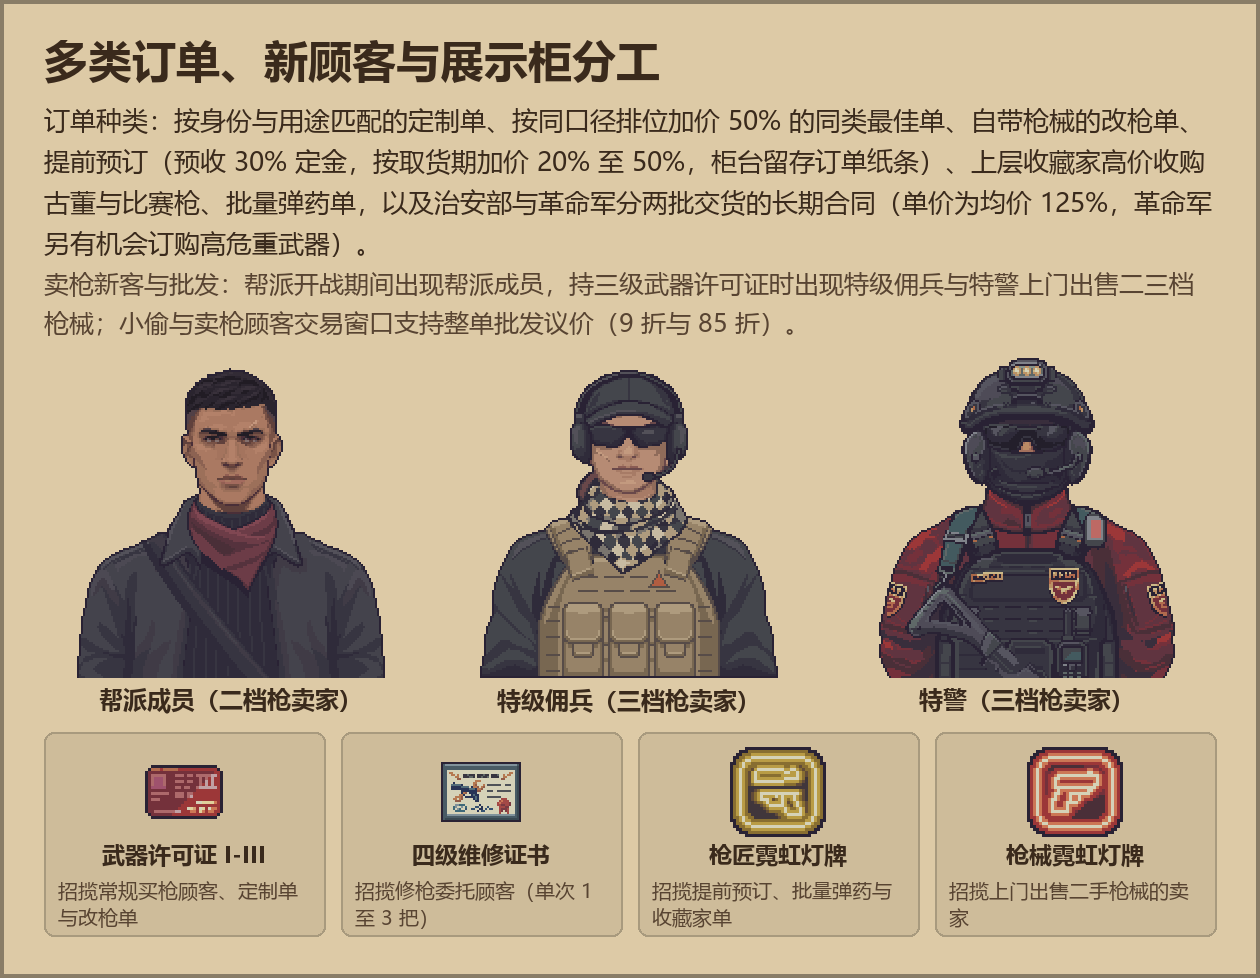 多类订单、新顾客与展示柜分工
订单种类：按身份与用途匹配的定制单、按同口径排位加价 50% 的同类最佳单、自带枪械的改枪单、
提前预订（预收 30% 定金，按取货期加价 20% 至 50%，柜台留存订单纸条）、上层收藏家高价收购
古董与比赛枪、批量弹药单，以及治安部与革命军分两批交货的长期合同（单价为均价 125%，革命军
另有机会订购高危重武器）。
卖枪新客与批发：帮派开战期间出现帮派成员，持三级武器许可证时出现特级佣兵与特警上门出售二三档
枪械；小偷与卖枪顾客交易窗口支持整单批发议价（9 折与 85 折）。
帮派成员（二档枪卖家）
特级佣兵（三档枪卖家）
特警（三档枪卖家）
武器许可证 I-III
招揽常规买枪顾客、定制单
与改枪单
四级维修证书
招揽修枪委托顾客（单次 1
至 3 把）
枪匠霓虹灯牌
招揽提前预订、批量弹药与
收藏家单
枪械霓虹灯牌
招揽上门出售二手枪械的卖
家